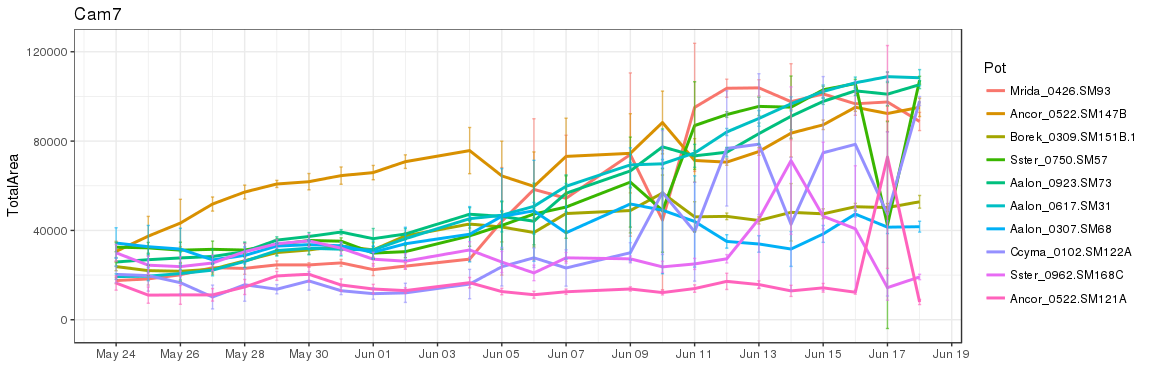 Cam7
TotalArea
120000
80000
40000
0
May 24 May 26 May 28 May 30 Jun 01 Jun 03 Jun 05 Jun 07 Jun 09 Jun 11 Jun 13 Jun 15 Jun 17 Jun 19
Pot
Mrida_0426.SM93
Ancor_0522.SM147B
Borek_0309.SM151B.1
Sster_0750.SM57
Aalon_0923.SM73
Aalon_0617.SM31
Aalon_0307.SM68
Ccyma_0102.SM122A
Sster_0962.SM168C
Ancor_0522.SM121A